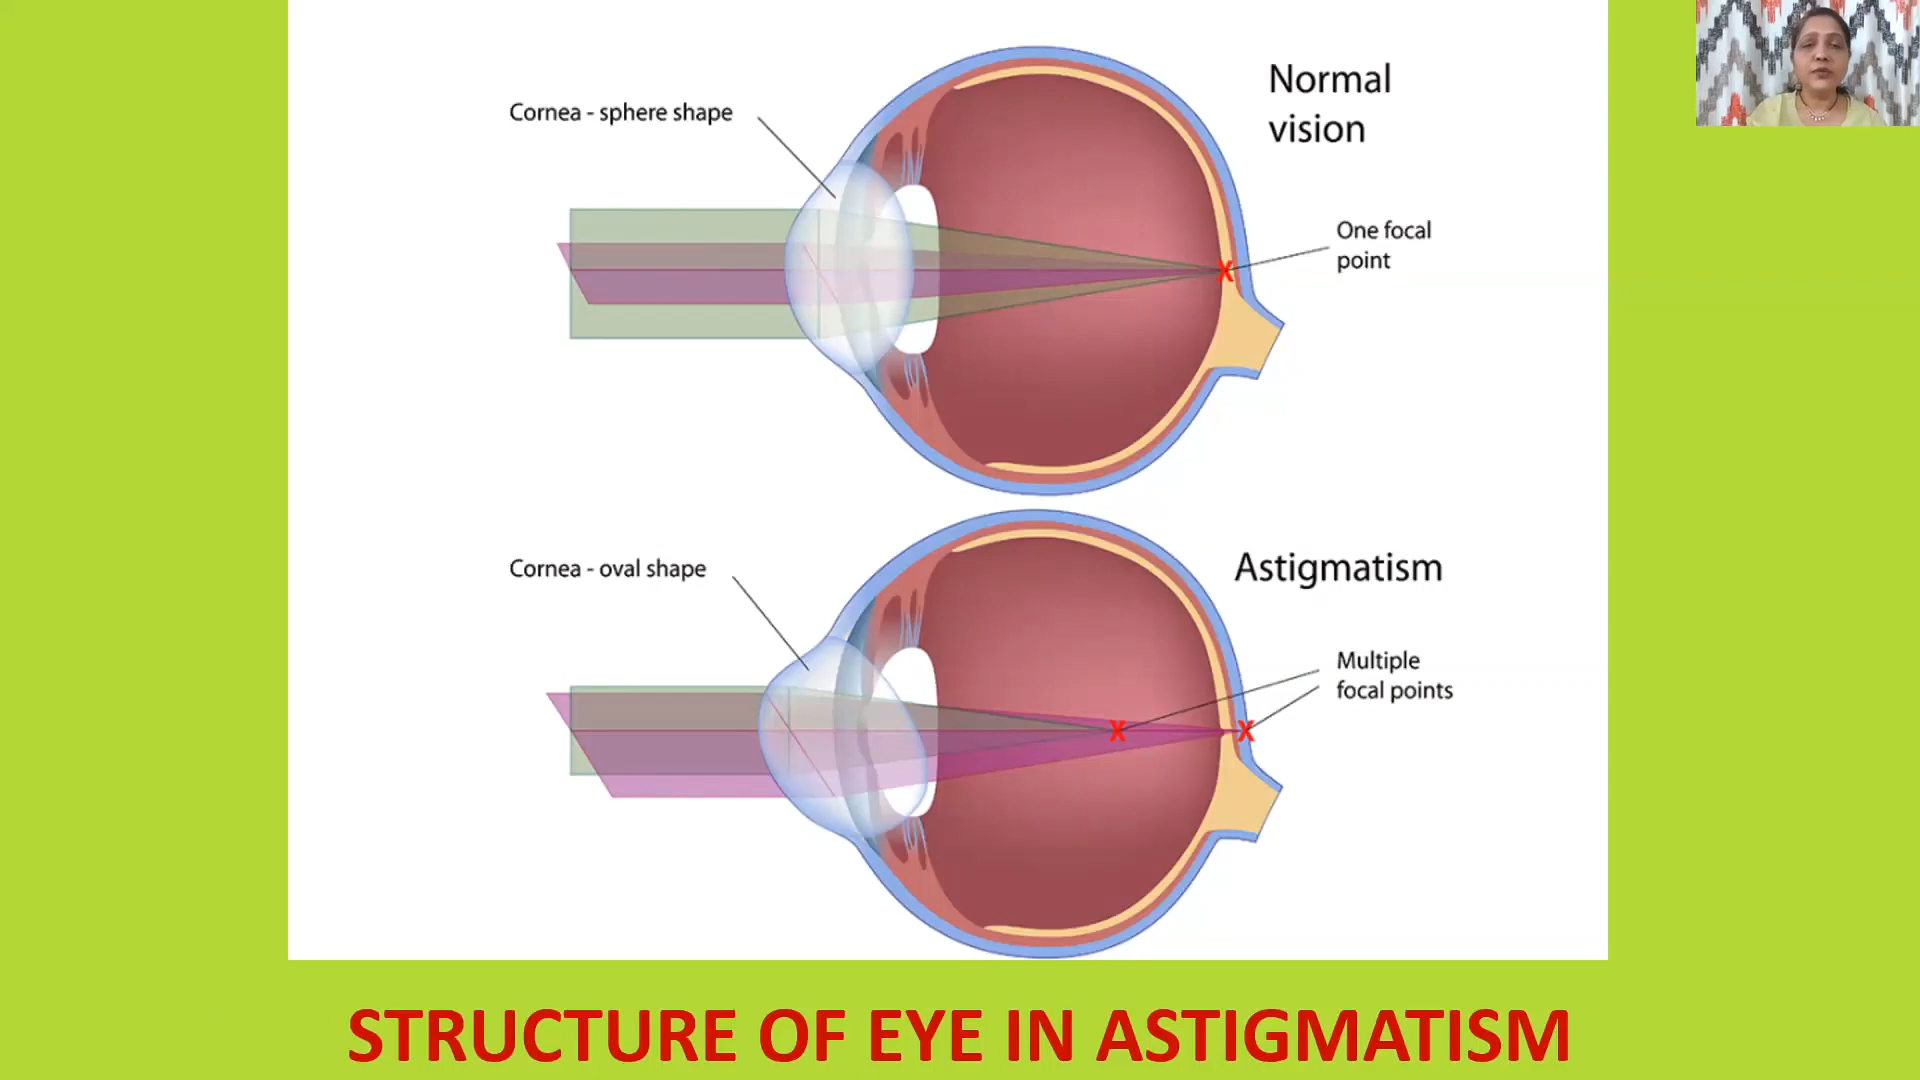 Normal
vision
Cornea - sphere shape
One focal
point
Cornea - oval shape
Astigmatism
Multiple
focal points
X
X
X
STRUCTURE OF EYE IN ASTIGMATISM